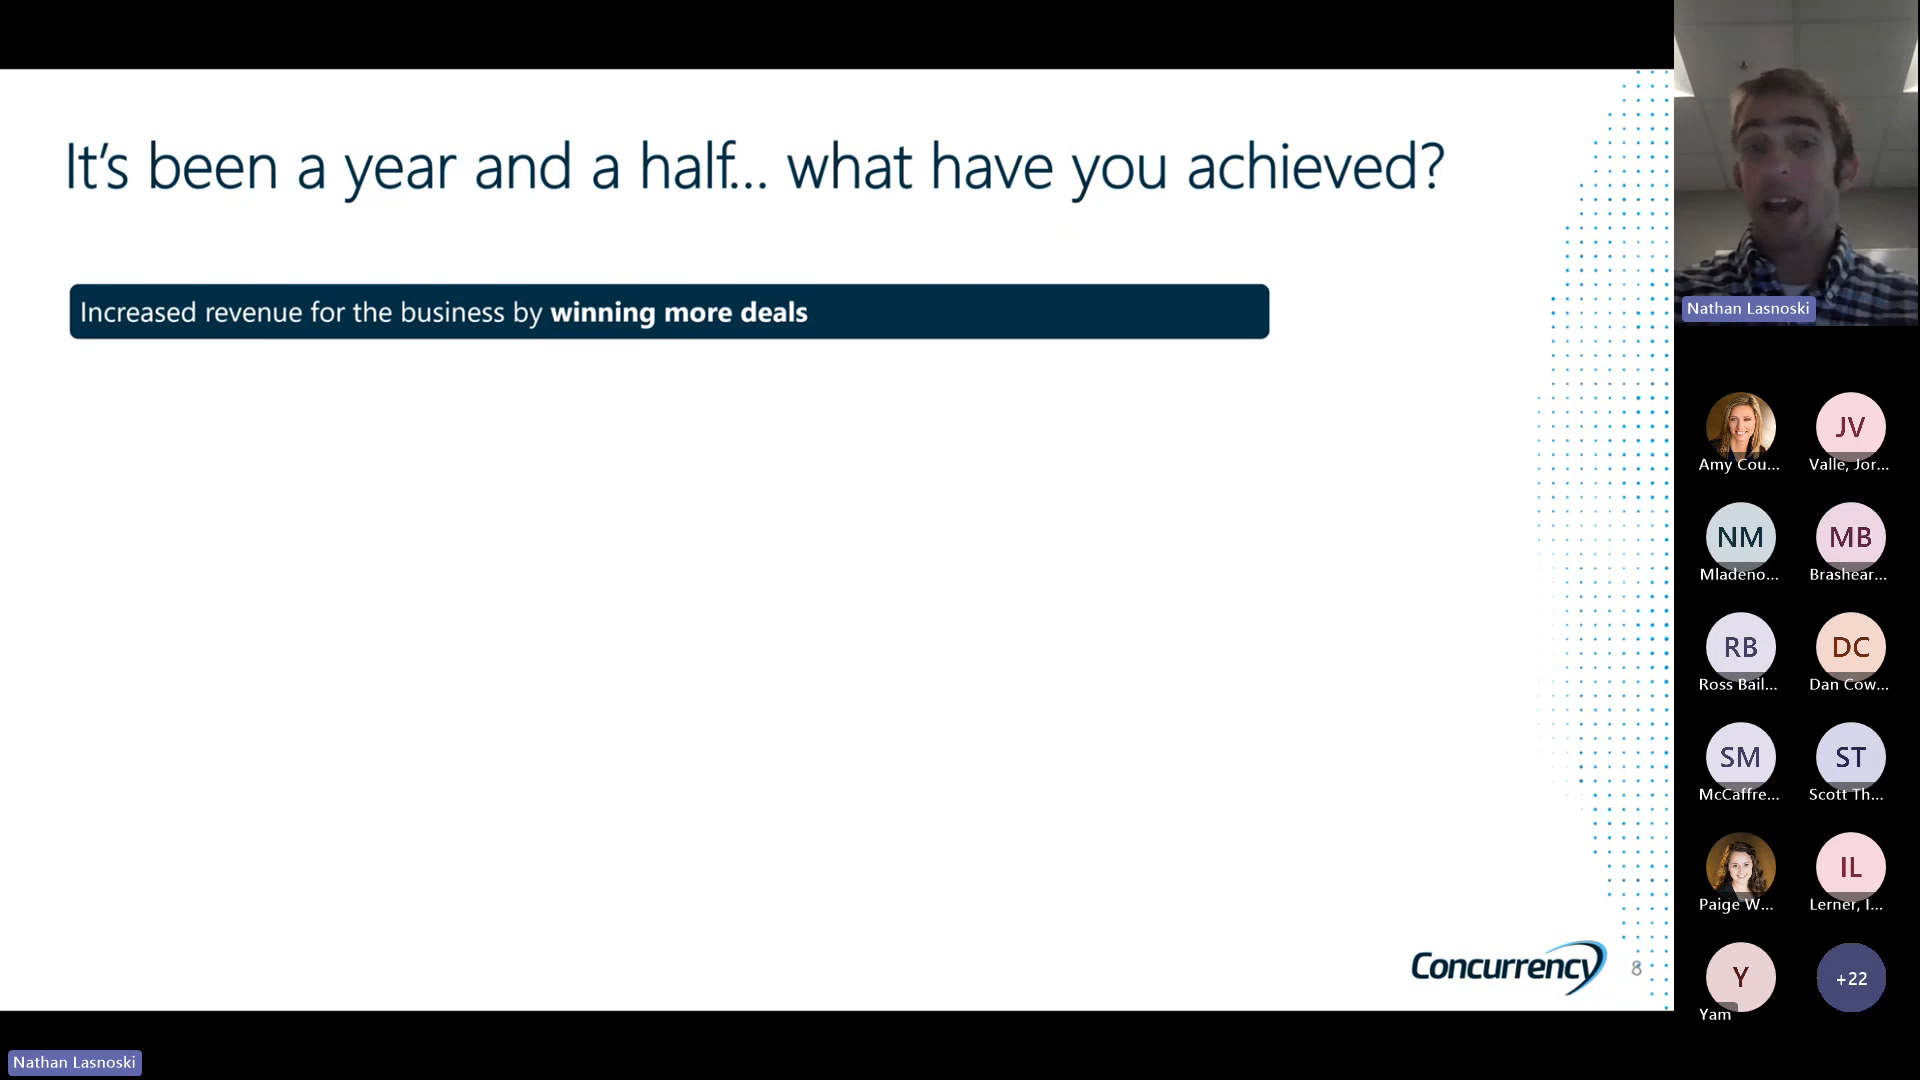 It's been a year and a half... what have you achieved?
Increased revenue for the business by winning more deals
Concurrency
8
Nathan Lasnoski
Nathan Lasnoski
JV
Amy Cou...
Valle, Jor...
NM
MB
Mladeno...
Brashear...
RB
DC
Ross Bail...
Dan Cow...
SM
ST
McCaffre...
Scott Th...
IL
Paige W...
Lerner, I...
Y
+22
Yam